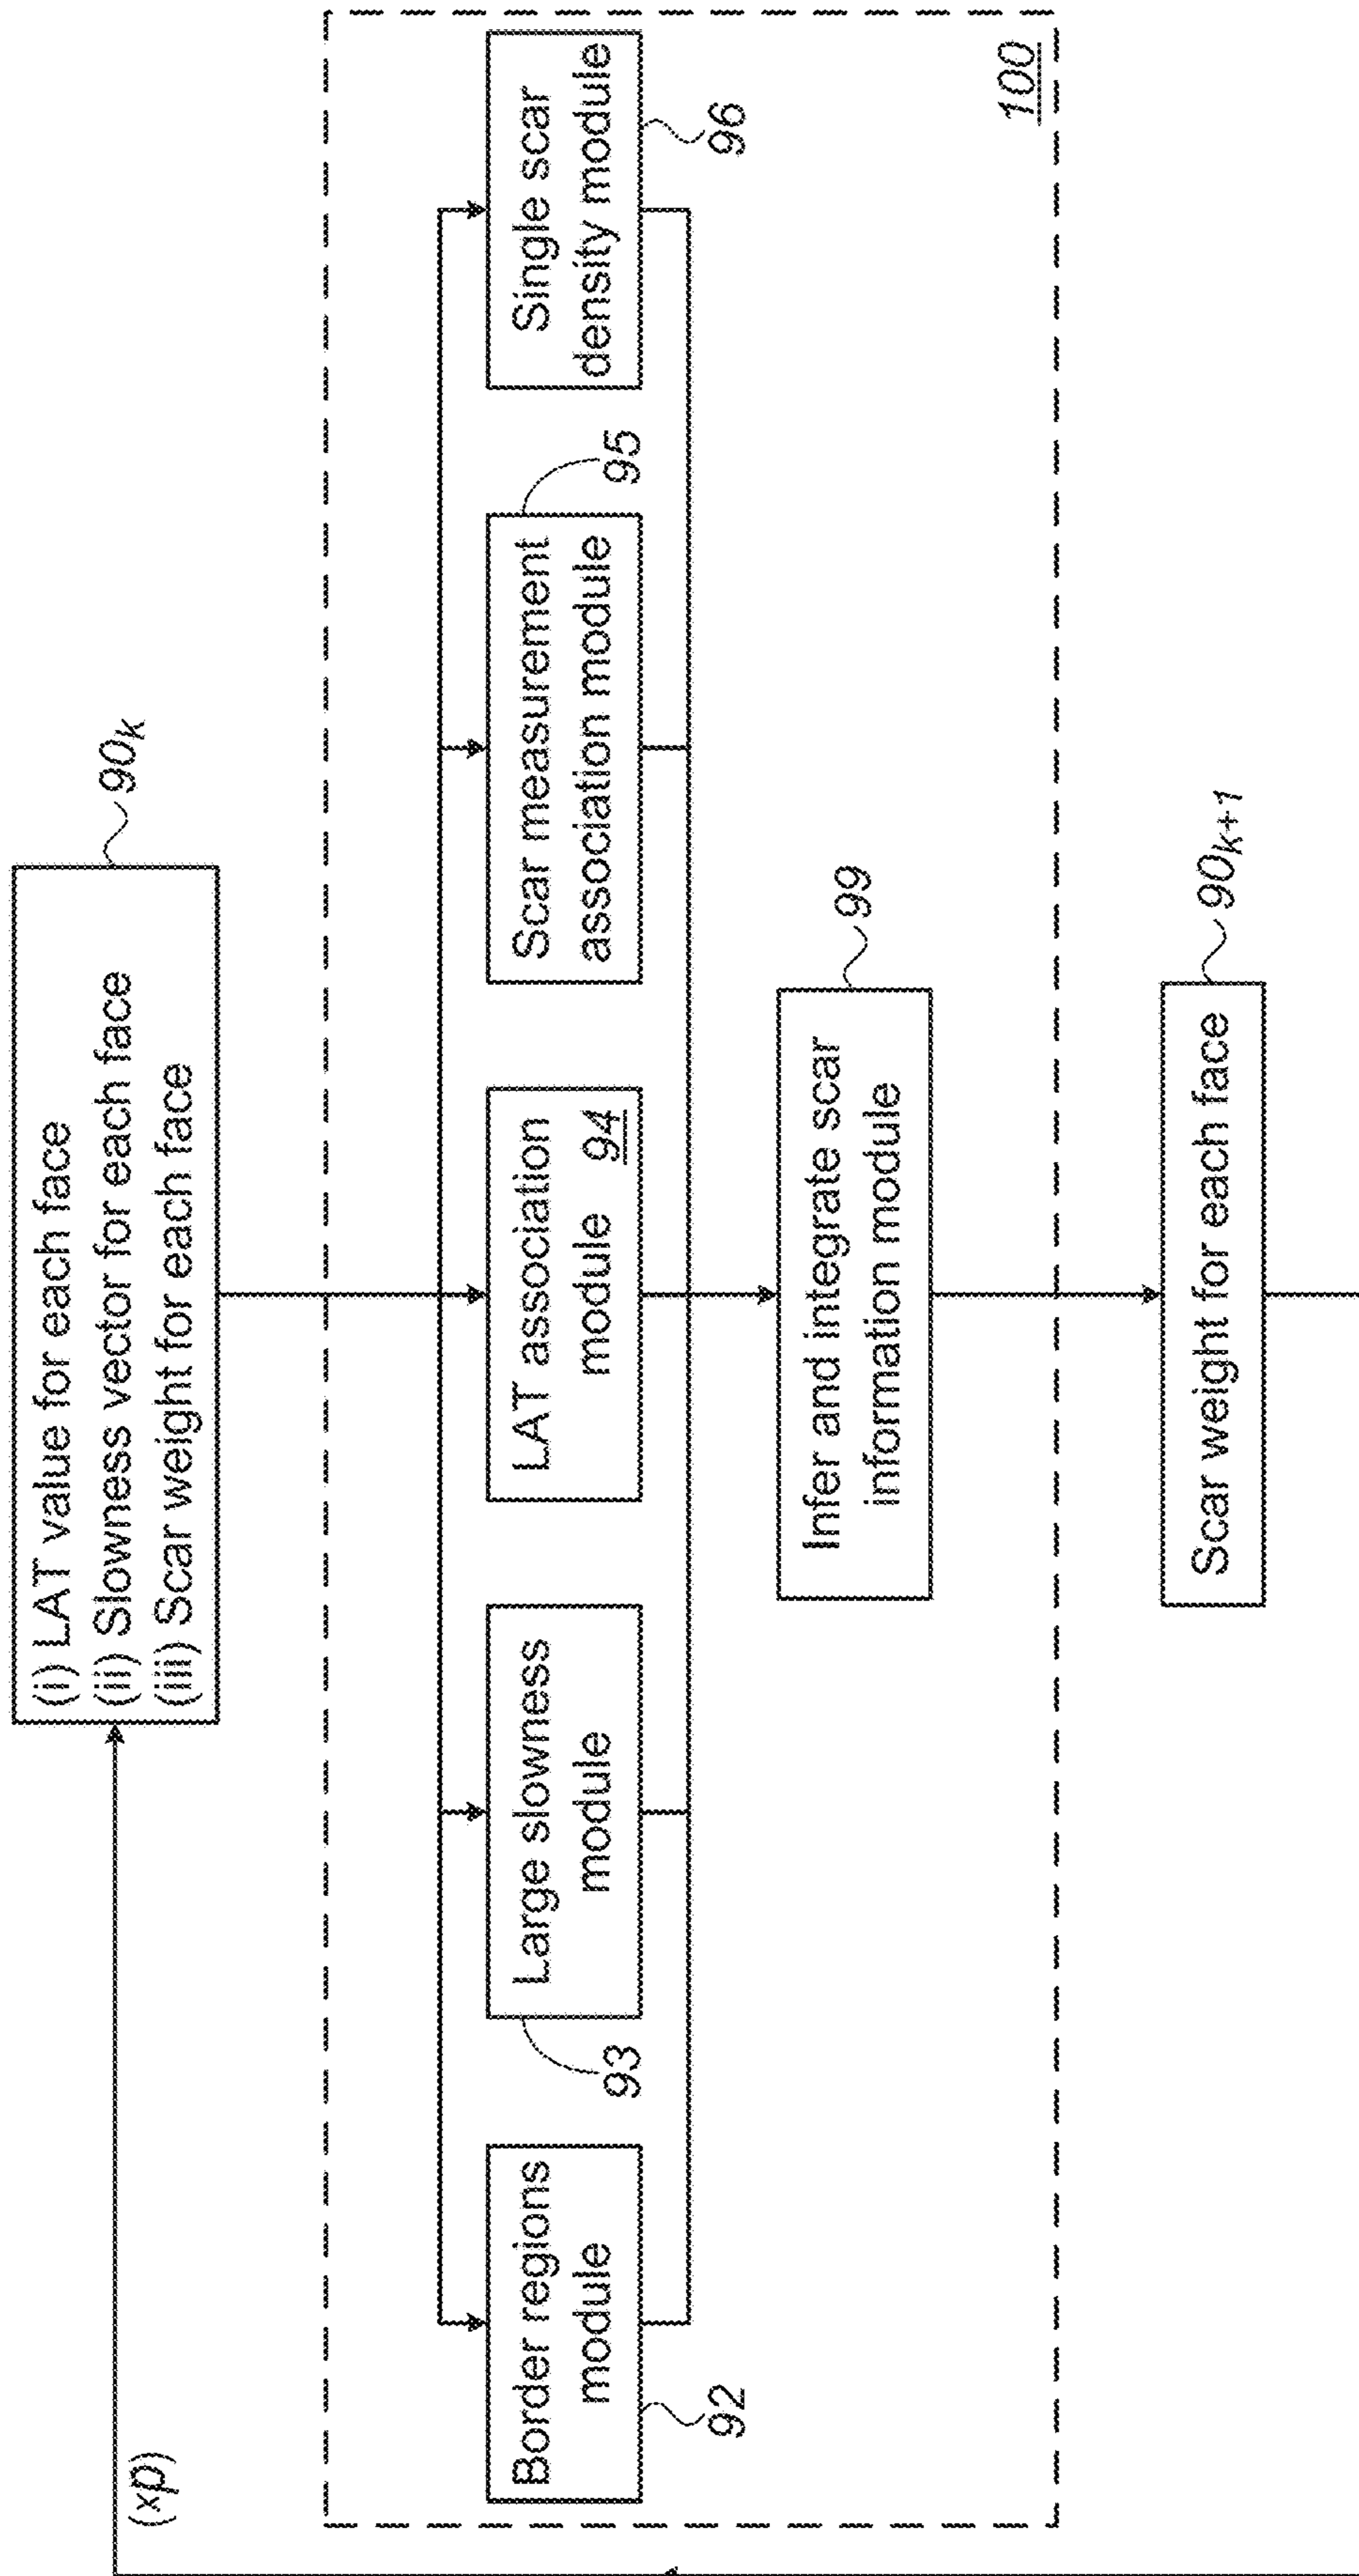 (xp)
(i) LAT value for each face
(ii) Slowness vector for each face
(iii) Scar weight for each face
90k
Border regions
module
92
Large slowness
module
93
LAT association
module 94
Scar measurement
association module
95
Single scar
density module
96
Infer and integrate scar
information module
99
100
Scar weight for each face
90k+1